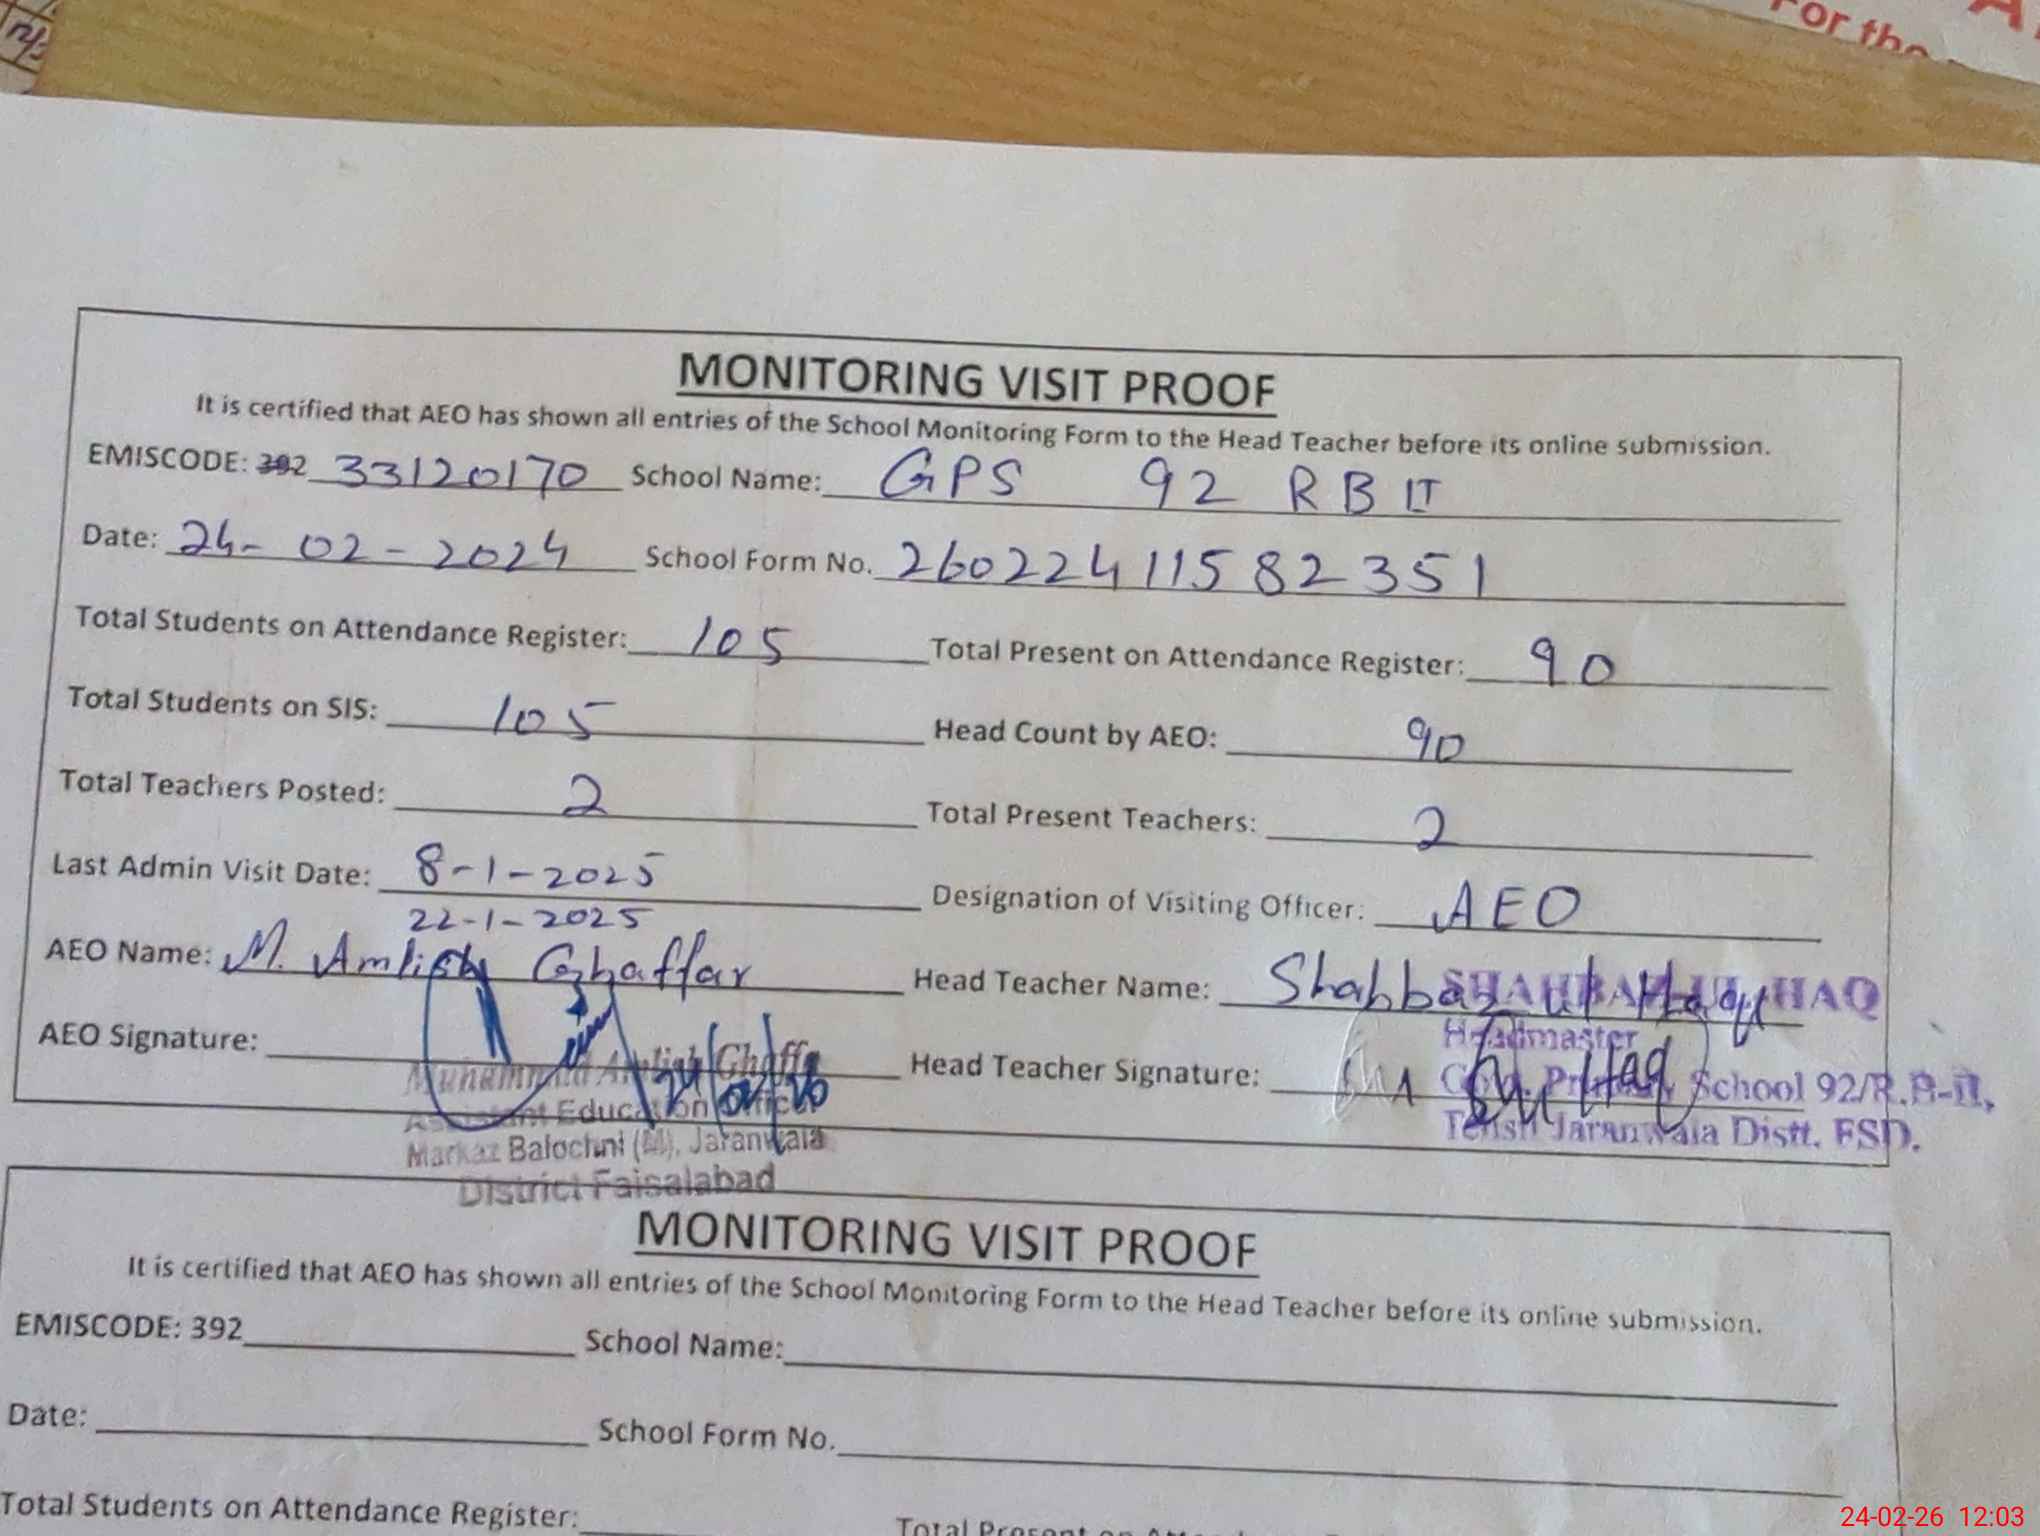 For the
MONITORING VISIT PROOF
It is certified that AEO has shown all entries of the School Monitoring Form to the Head Teacher before its online submission.
EMISCODE: 392 33120170 School Name: GPS 92 RB II
Date: 24-02-2024 School Form No. 26022411582351
Total Students on Attendance Register: 105 Total Present on Attendance Register: 90
Total Students on SIS: 105 Head Count by AEO: 90
Total Teachers Posted: 2 Total Present Teachers: 2
Last Admin Visit Date: 8-1-2025 Designation of Visiting Officer: AEO
22-1-2025
AEO Name: M. Amlish Ghaffar Head Teacher Name: Shahbaz ul Haq
SHAHBAZ UL HAQ
Headmaster
AEO Signature: Head Teacher Signature:
Muhammad Amlish Ghaffar
Govt. Primary School 92/R.B-II,
Assistant Education Officer
Tehsil Jaranwala Distt. FSD.
Markaz Balochni (M), Jaranwala
District Faisalabad
MONITORING VISIT PROOF
It is certified that AEO has shown all entries of the School Monitoring Form to the Head Teacher before its online submission.
EMISCODE: 392 School Name:
Date: School Form No.
Total Students on Attendance Register:
24-02-26 12:03